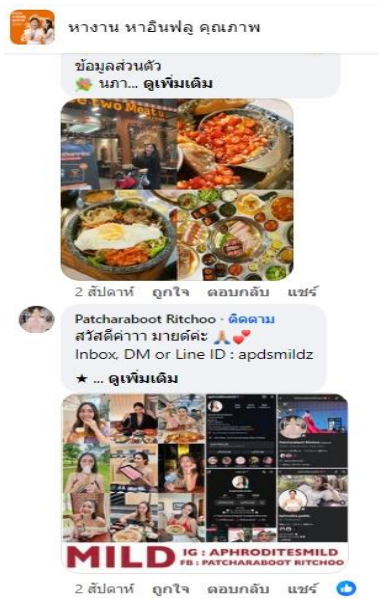 หางาน หาอินฟลู คุณภาพ
ข้อมูลส่วนตัว
💐 นภา... ดูเพิ่มเติม
2 สัปดาห์ ถูกใจ ตอบกลับ แชร์
Patcharaboot Ritchoo · ติดตาม
สวัสดีค่าาา มายด์ค่ะ 🙏💕
Inbox, DM or Line ID : apdsmildz
★ ... ดูเพิ่มเติม
MILD
IG : APHRODITESMILD
FB : PATCHARABOOT RITCHOO
2 สัปดาห์ ถูกใจ ตอบกลับ แชร์